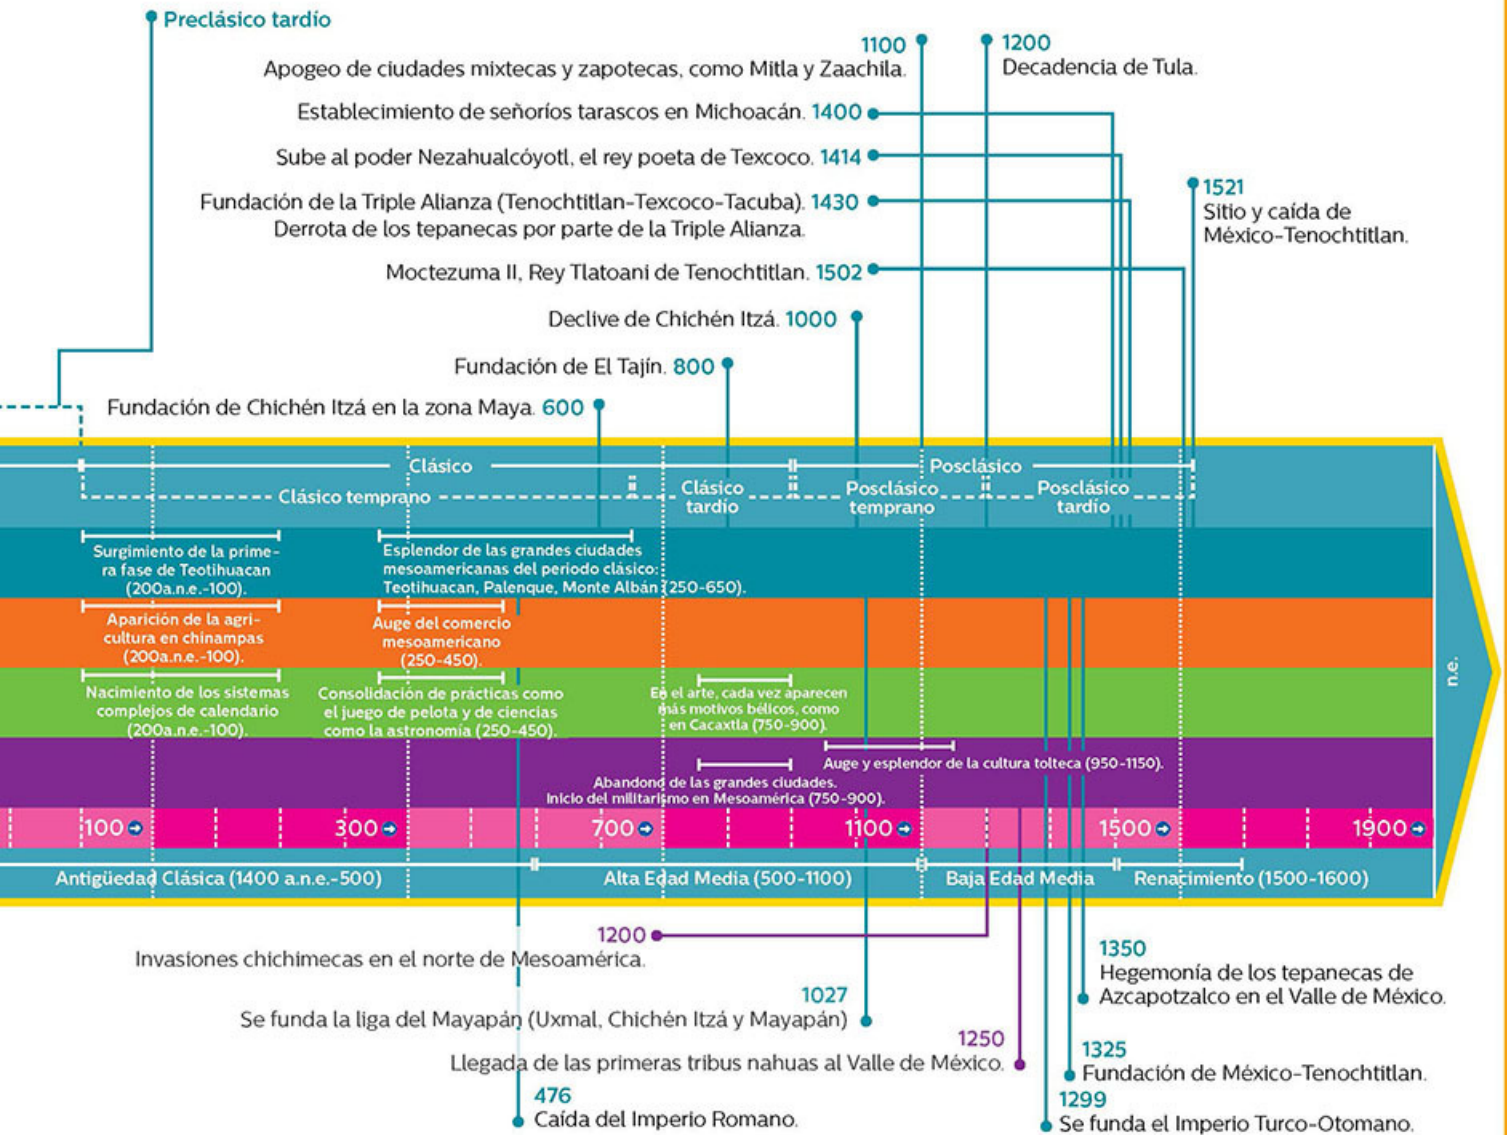 Preclásico tardío
1100
Apogeo de ciudades mixtecas y zapotecas, como Mitla y Zaachila.
1200
Decadencia de Tula.
Establecimiento de señoríos tarascos en Michoacán. 1400
Sube al poder Nezahualcóyotl, el rey poeta de Texcoco. 1414
Fundación de la Triple Alianza (Tenochtitlan-Texcoco-Tacuba). 1430
Derrota de los tepanecas por parte de la Triple Alianza.
1521
Sitio y caída de
México-Tenochtitlan.
Moctezuma II, Rey Tlatoani de Tenochtitlan. 1502
Declive de Chichén Itzá. 1000
Fundación de El Tajín. 800
Fundación de Chichén Itzá en la zona Maya. 600
Clásico
Posclásico
Clásico temprano
Clásico
tardío
Posclásico
temprano
Posclásico
tardío
Surgimiento de la prime-
ra fase de Teotihuacan
(200a.n.e.-100).
Esplendor de las grandes ciudades
mesoamericanas del periodo clásico:
Teotihuacan, Palenque, Monte Albán (250-650).
Aparición de la agri-
cultura en chinampas
(200a.n.e.-100).
Auge del comercio
mesoamericano
(250-450).
Nacimiento de los sistemas
complejos de calendario
(200a.n.e.-100).
Consolidación de prácticas como
el juego de pelota y de ciencias
como la astronomía (250-450).
En el arte, cada vez aparecen
más motivos bélicos, como
en Cacaxtla (750-900).
Auge y esplendor de la cultura tolteca (950-1150).
Abandono de las grandes ciudades.
Inicio del militarismo en Mesoamérica (750-900).
n.e.
100 300 700 1100 1500 1900
Antigüedad Clásica (1400 a.n.e.-500)
Alta Edad Media (500-1100)
Baja Edad Media
Renacimiento (1500-1600)
1200
Invasiones chichimecas en el norte de Mesoamérica.
1027
Se funda la liga del Mayapán (Uxmal, Chichén Itzá y Mayapán)
1250
Llegada de las primeras tribus nahuas al Valle de México.
476
Caída del Imperio Romano.
1350
Hegemonía de los tepanecas de
Azcapotzalco en el Valle de México.
1325
Fundación de México-Tenochtitlan.
1299
Se funda el Imperio Turco-Otomano.